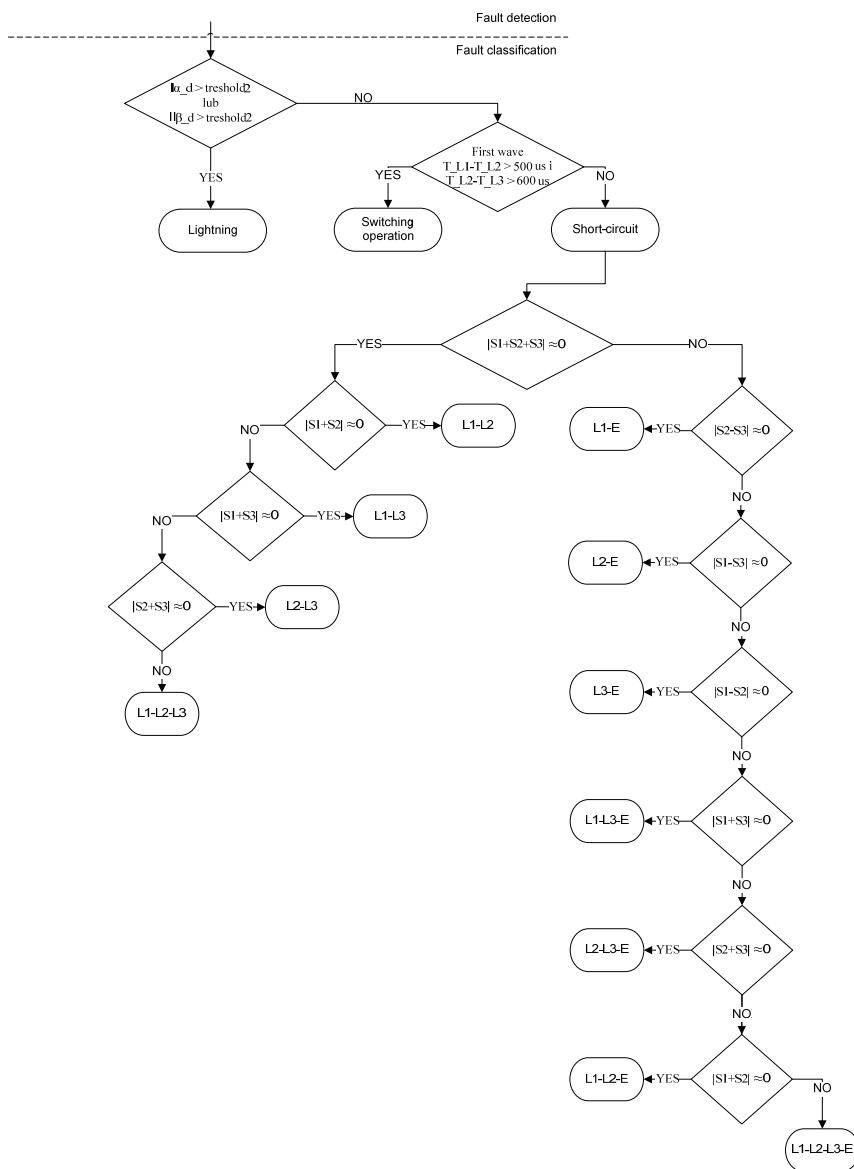 Fault detection
Fault classification
Iα_d > treshold2
lub
IIβ_d > treshold2
NO
YES
Lightning
First wave
T_L1-T_L2 > 500 us i
T_L2-T_L3 > 600 us
YES
NO
Switching
operation
Short-circuit
|S1+S2+S3| ≈0
YES
NO
|S1+S2| ≈0
YES
L1-L2
NO
|S1+S3| ≈0
YES
L1-L3
NO
|S2+S3| ≈0
YES
L2-L3
NO
L1-L2-L3
|S2-S3| ≈0
YES
L1-E
NO
|S1-S3| ≈0
YES
L2-E
NO
|S1-S2| ≈0
YES
L3-E
NO
|S1+S3| ≈0
YES
L1-L3-E
NO
|S2+S3| ≈0
YES
L2-L3-E
NO
|S1+S2| ≈0
YES
L1-L2-E
NO
L1-L2-L3-E